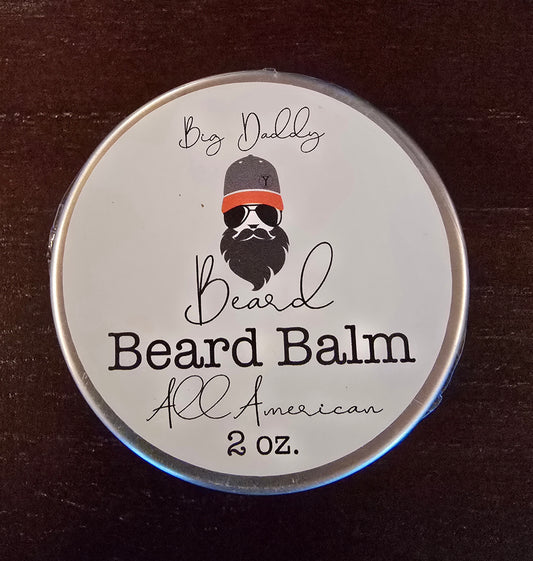 Big Daddy
Beard
Beard Balm
All American
2 oz.